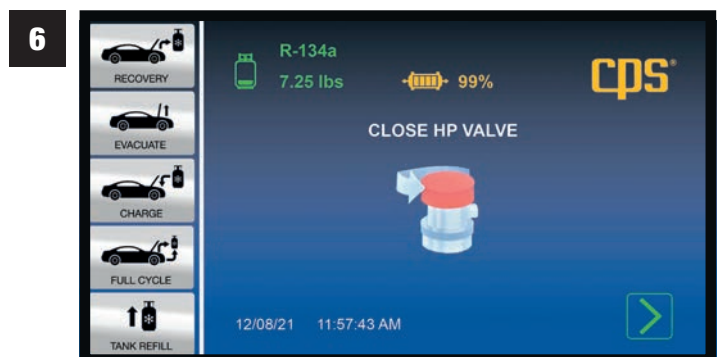 6
RECOVERY
EVACUATE
CHARGE
FULL CYCLE
TANK REFILL
R-134a
7.25 lbs
99%
cps®
CLOSE HP VALVE
12/08/21 11:57:43 AM